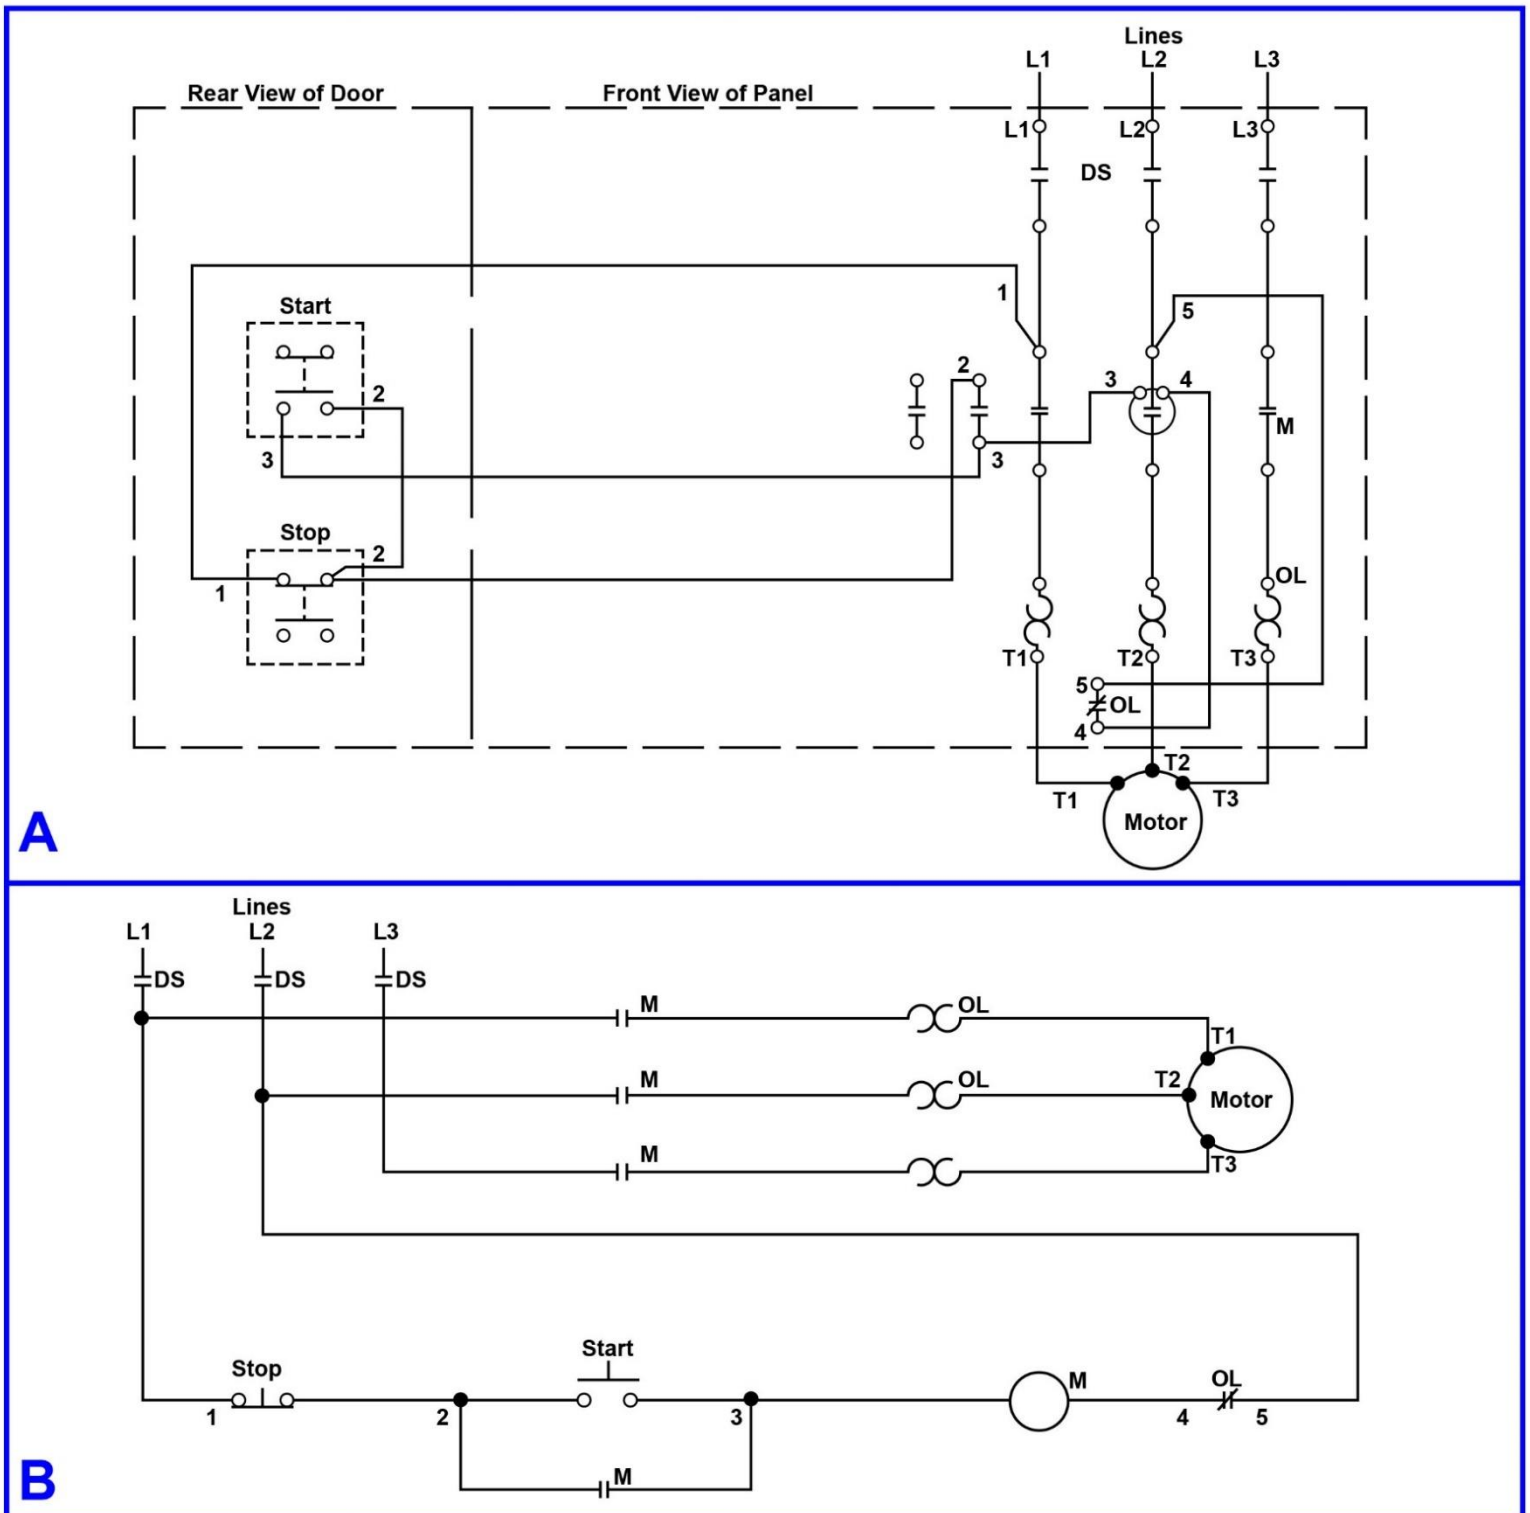 Lines
L1 L2 L3
Rear View of Door Front View of Panel
L1 L2 L3
DS
1 5
Start
2 3 4
2
M
3 3
Stop
2
OL
1
T1 T2 T3
5
OL
4
T2
T1 T3
Motor
A
Lines
L1 L2 L3
DS DS DS
M OL
T1
M OL T2
Motor
M
T3
Start
Stop M OL
1 2 3 4 5
M
B